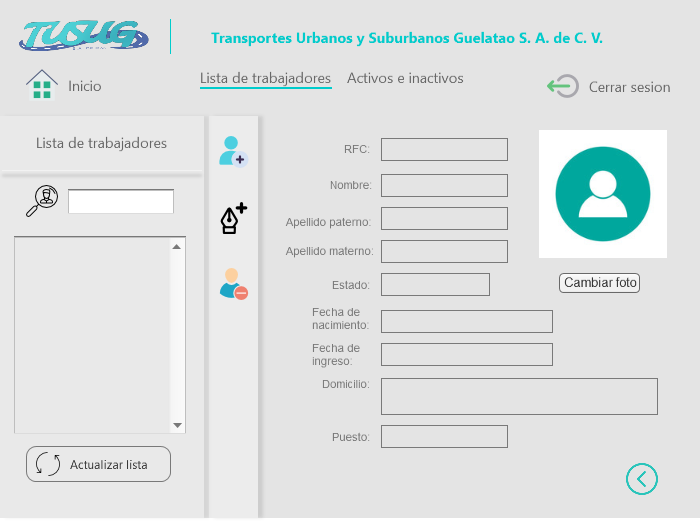 TUSUG
Transportes Urbanos y Suburbanos Guelatao S. A. de C. V.
Inicio
Lista de trabajadores
Activos e inactivos
Cerrar sesion
Lista de trabajadores
Actualizar lista
RFC:
Nombre:
Apellido paterno:
Apellido materno:
Estado:
Fecha de
nacimiento:
Fecha de
ingreso:
Domicilio:
Puesto:
Cambiar foto